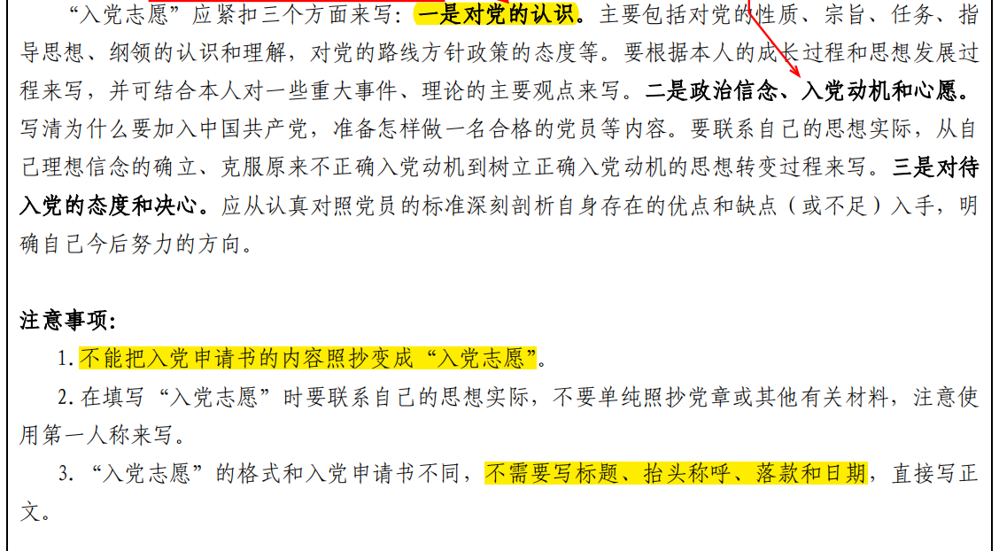 “入党志愿”应紧扣三个方面来写：一是对党的认识。主要包括对党的性质、宗旨、任务、指
导思想、纲领的认识和理解，对党的路线方针政策的态度等。要根据本人的成长过程和思想发展过
程来写，并可结合本人对一些重大事件、理论的主要观点来写。二是政治信念、入党动机和心愿。
写清为什么要加入中国共产党，准备怎样做一名合格的党员等内容。要联系自己的思想实际，从自
己理想信念的确立、克服原来不正确入党动机到树立正确入党动机的思想转变过程来写。三是对待
入党的态度和决心。应从认真对照党员的标准深刻剖析自身存在的优点和缺点（或不足）入手，明
确自己今后努力的方向。
注意事项：
1.不能把入党申请书的内容照抄变成“入党志愿”。
2.在填写“入党志愿”时要联系自己的思想实际，不要单纯照抄党章或其他有关材料，注意使
用第一人称来写。
3.“入党志愿”的格式和入党申请书不同，不需要写标题、抬头称呼、落款和日期，直接写正
文。